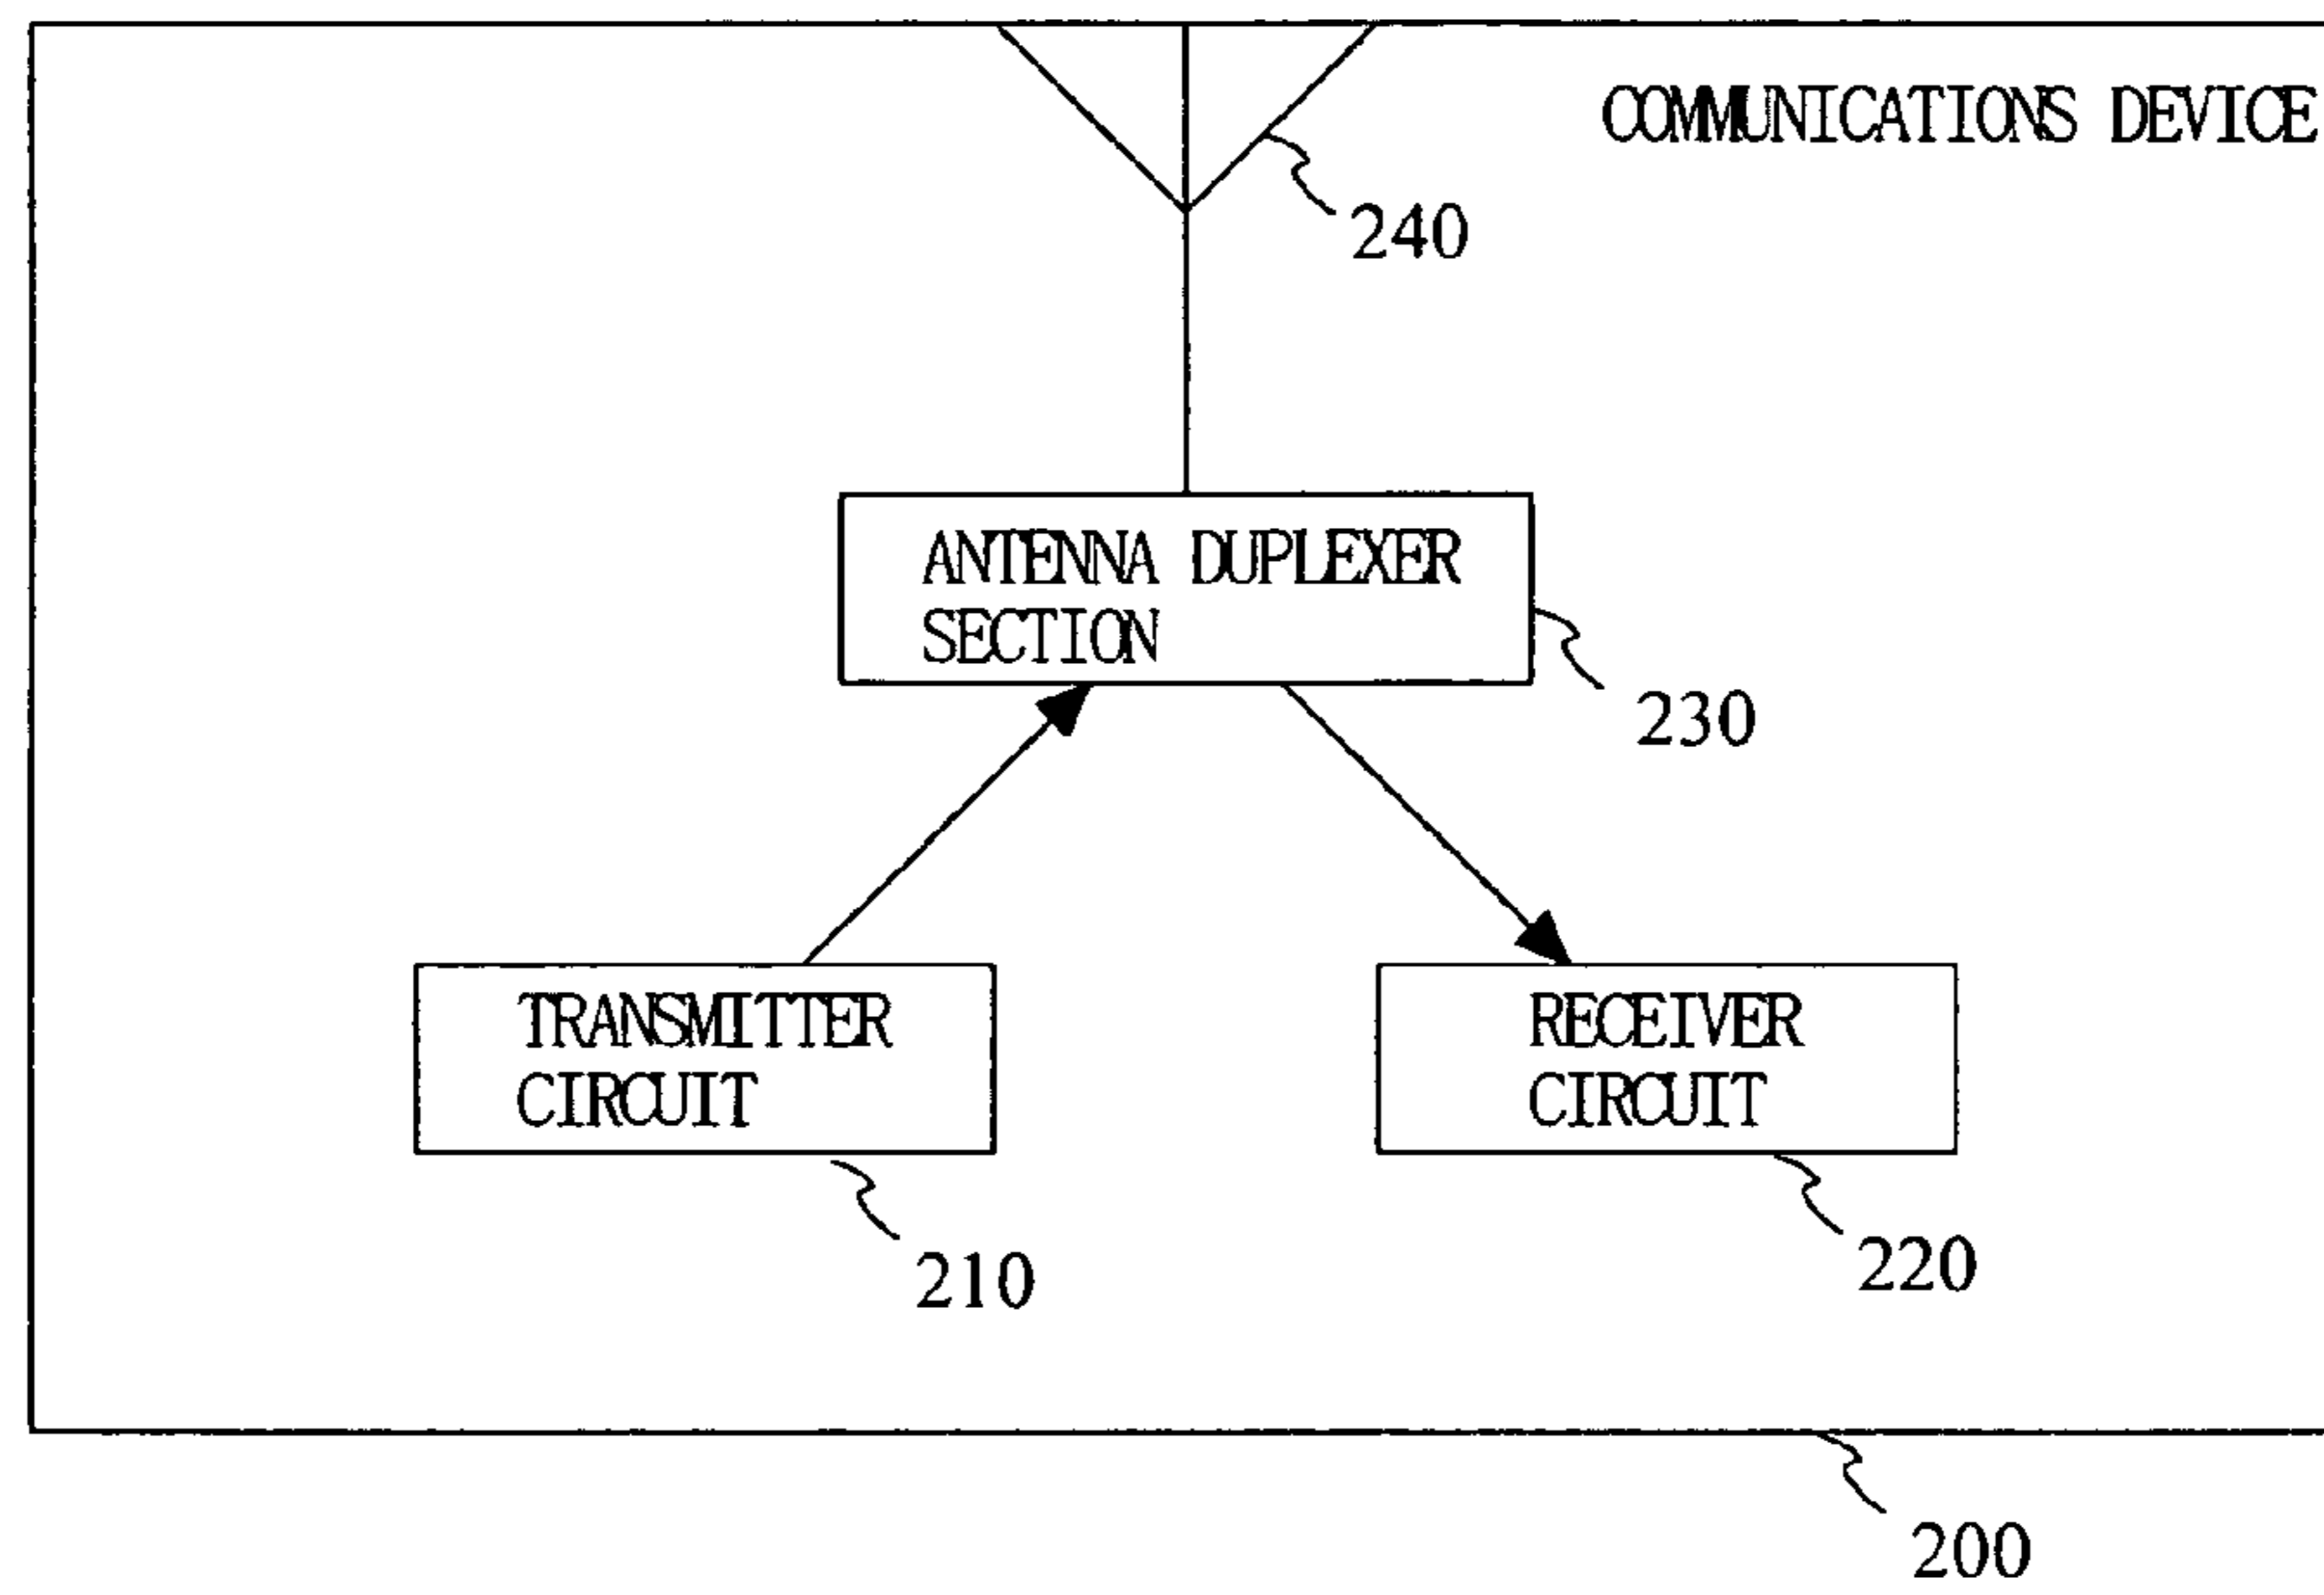 COMMUNICATIONS DEVICE
240
ANTENNA DUPLEXER
SECTION
230
TRANSMITTER
CIRCUIT
RECEIVER
CIRCUIT
210
220
200